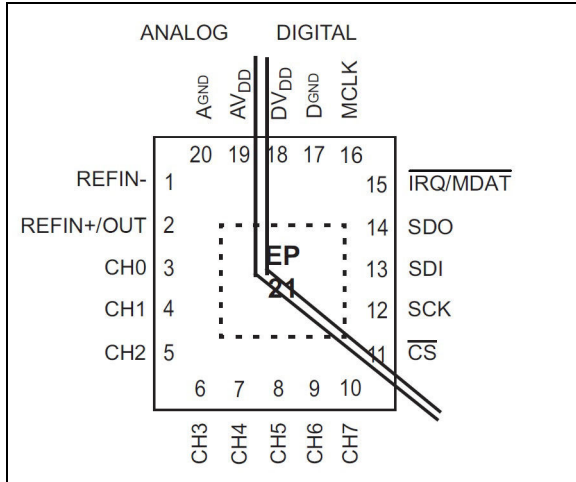 ANALOG DIGITAL
AGND AVDD DVDD DGND MCLK
20 19 18 17 16
REFIN- 1 15 IRQ/MDAT
REFIN+/OUT 2 14 SDO
CH0 3 EP 13 SDI
21
CH1 4 12 SCK
CH2 5 11 CS
6 7 8 9 10
CH3 CH4 CH5 CH6 CH7